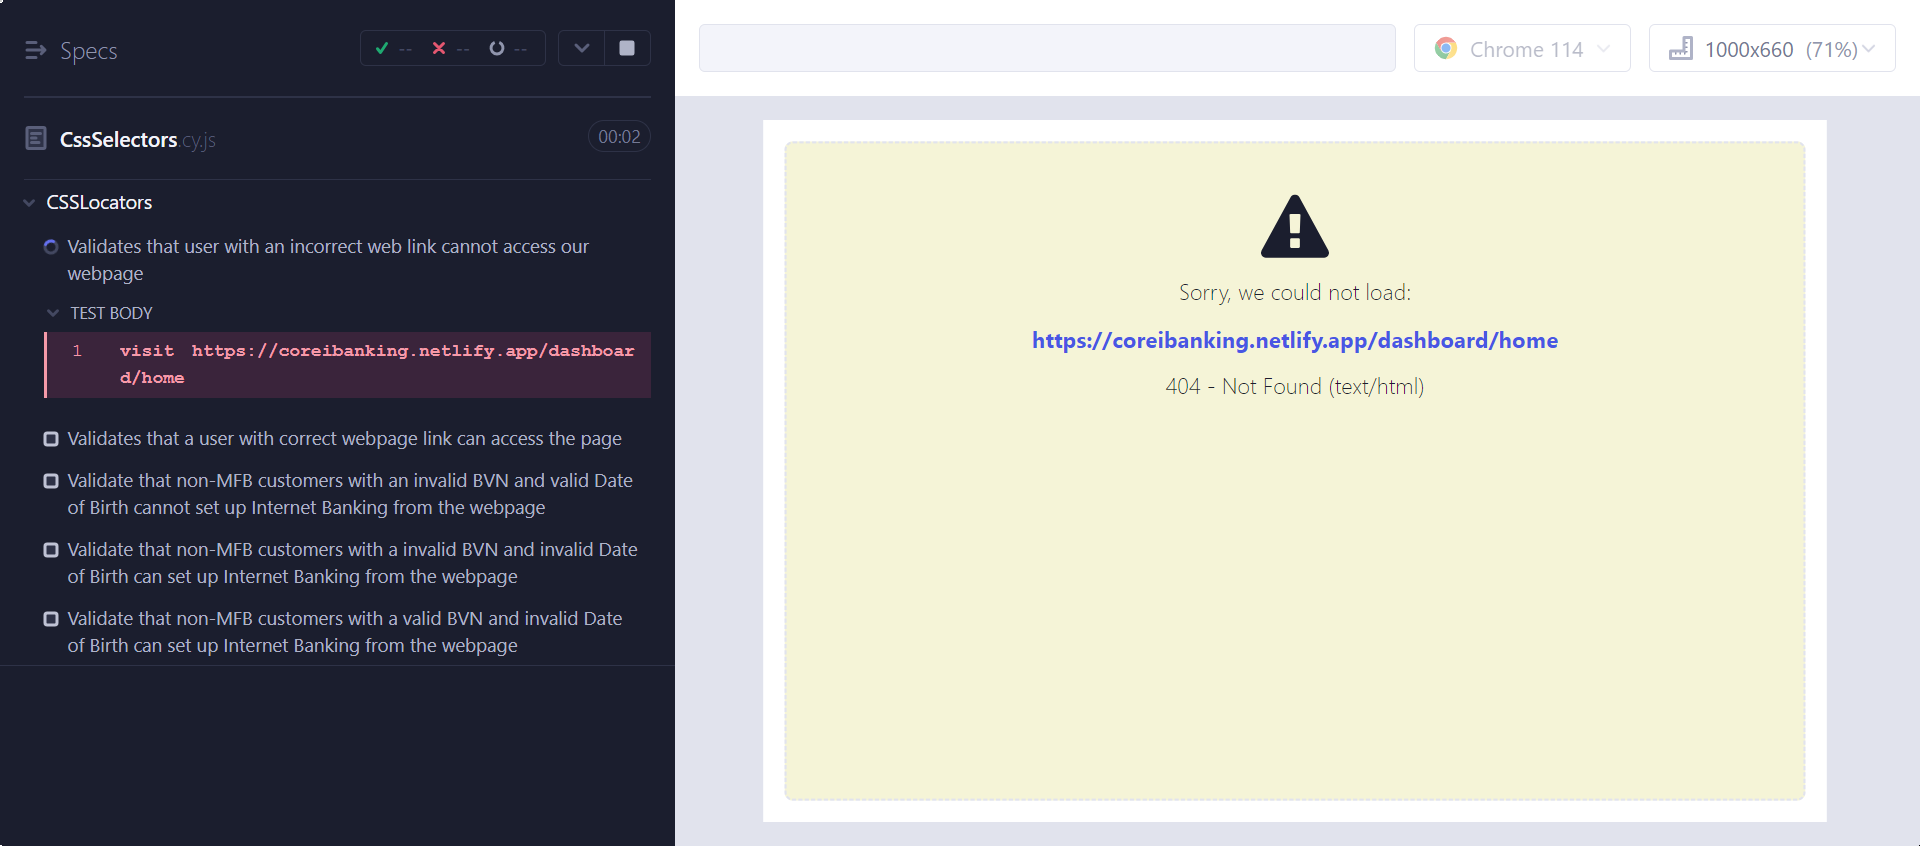 Specs
-- -- --
Chrome 114
1000x660 (71%)
CssSelectors.cy.js
00:02
CSSLocators
Validates that user with an incorrect web link cannot access our
webpage
TEST BODY
1 visit https://coreibanking.netlify.app/dashboar
d/home
Validates that a user with correct webpage link can access the page
Validate that non-MFB customers with an invalid BVN and valid Date
of Birth cannot set up Internet Banking from the webpage
Validate that non-MFB customers with a invalid BVN and invalid Date
of Birth can set up Internet Banking from the webpage
Validate that non-MFB customers with a valid BVN and invalid Date
of Birth can set up Internet Banking from the webpage
Sorry, we could not load:
https://coreibanking.netlify.app/dashboard/home
404 - Not Found (text/html)